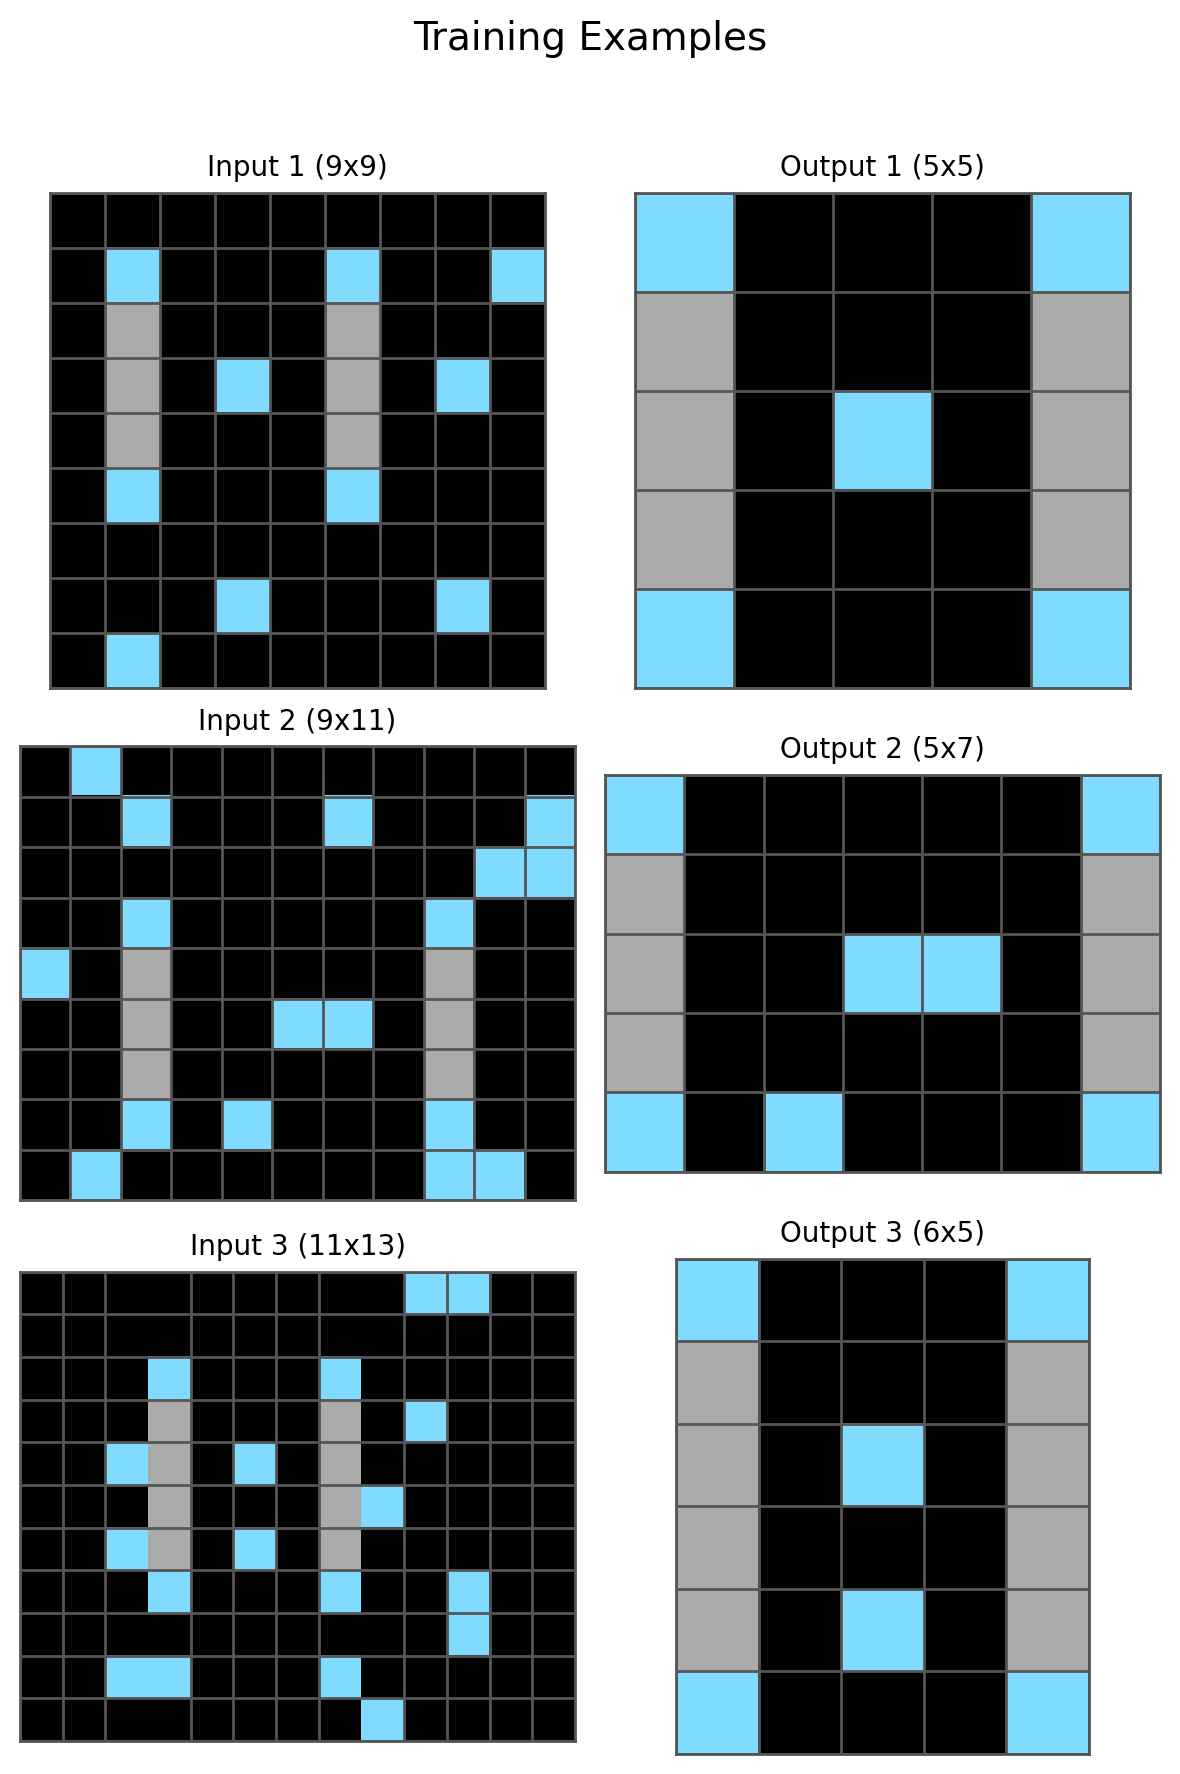 Training Examples
Input 1 (9x9)
Output 1 (5x5)
Input 2 (9x11)
Output 2 (5x7)
Input 3 (11x13)
Output 3 (6x5)